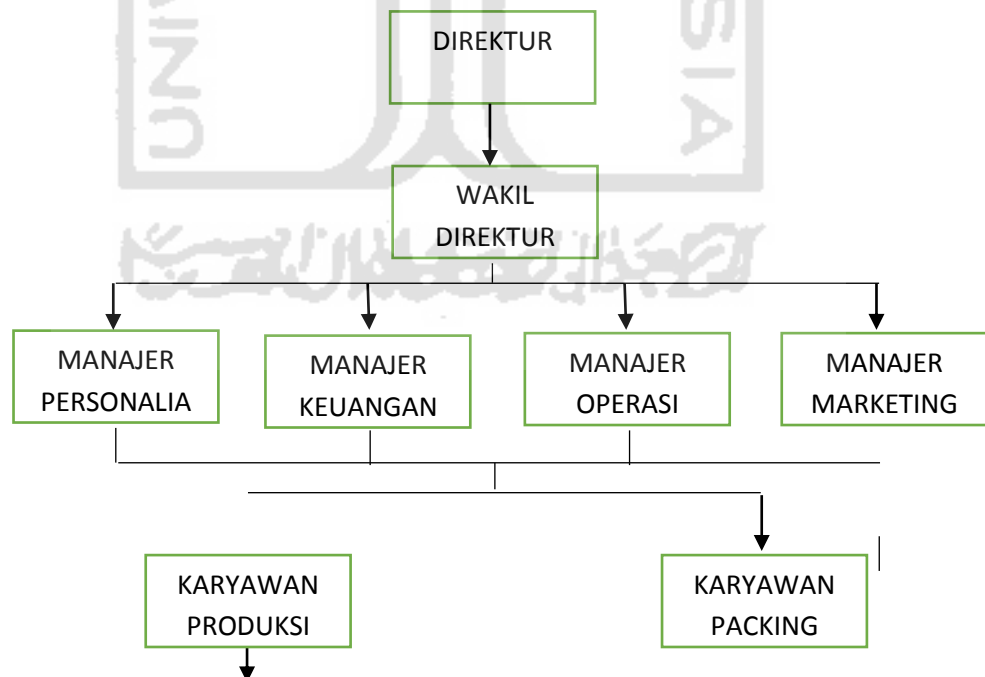 DIREKTUR
WAKIL
DIREKTUR
MANAJER
PERSONALIA
MANAJER
KEUANGAN
MANAJER
OPERASI
MANAJER
MARKETING
KARYAWAN
PRODUKSI
KARYAWAN
PACKING